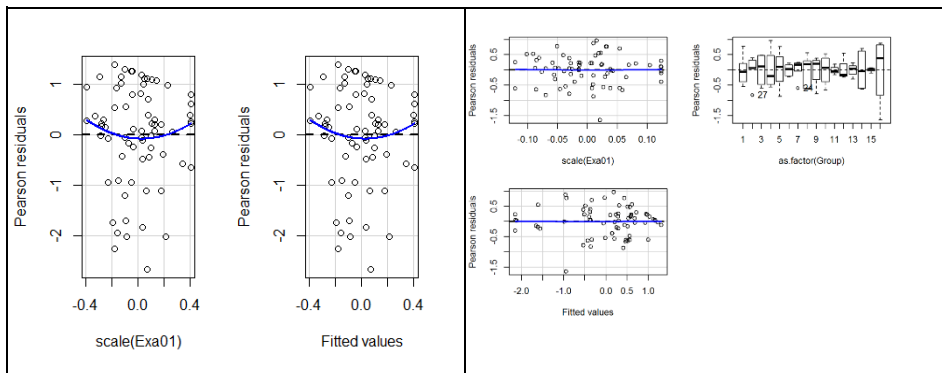 Pearson residuals
1
0
-1
-2
-0.4
0.0
0.4
scale(Exa01)
Pearson residuals
1
0
-1
-2
-0.4
0.0
0.4
Fitted values
Pearson residuals
0.5
-0.5
-1.5
-0.10 -0.05 0.00 0.05 0.10
scale(Exa01)
Pearson residuals
0.5
-0.5
-1.5
27
24
1 3 5 7 9 11 13 15
as.factor(Group)
Pearson residuals
0.5
-0.5
-1.5
-2.0 -1.0 0.0 0.5 1.0
Fitted values